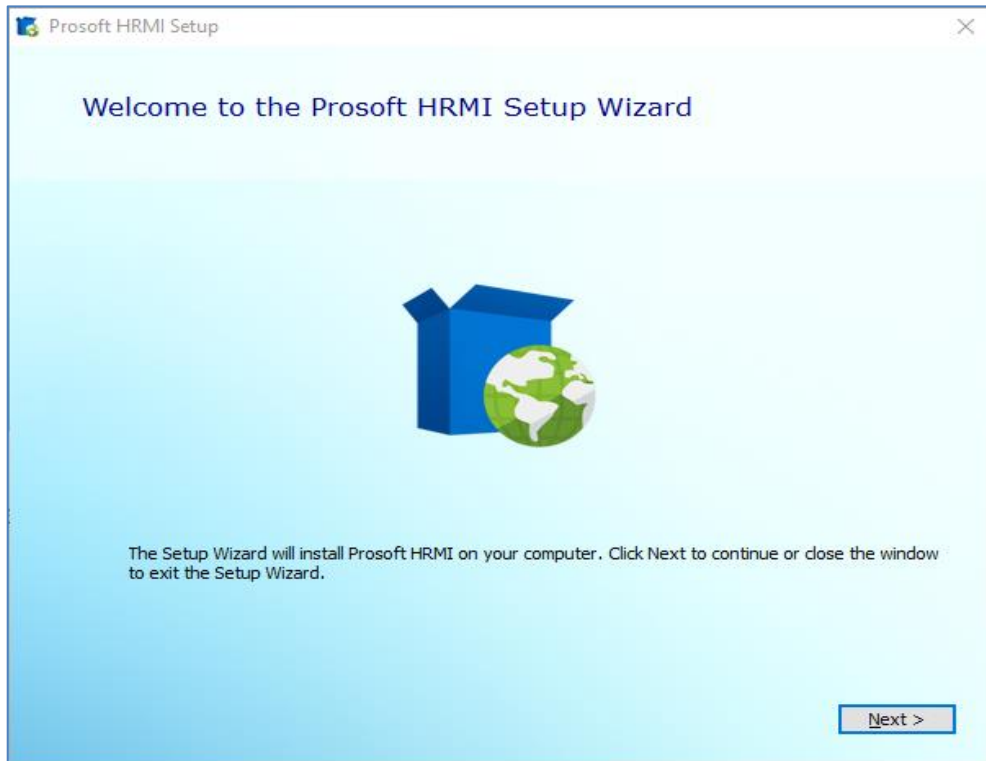 Prosoft HRMI Setup
Welcome to the Prosoft HRMI Setup Wizard
The Setup Wizard will install Prosoft HRMI on your computer. Click Next to continue or close the window
to exit the Setup Wizard.
Next >